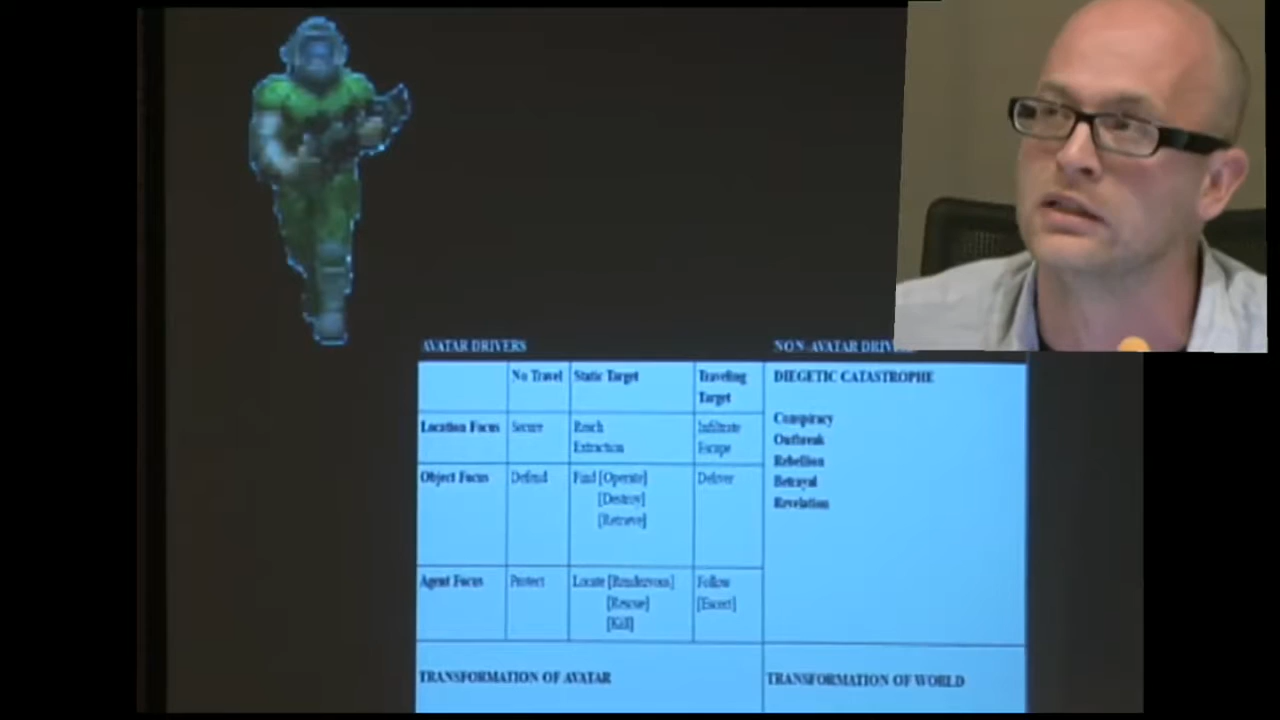 AVATAR DRIVERS
NON-AVATAR
No Travel
Static Target
Traveling
Target
DIEGETIC CATASTROPHE
Location Focus
Secure
Reach
Extraction
Infiltrate
Escape
Conspiracy
Outbreak
Rebellion
Betrayal
Revelation
Object Focus
Defend
Find [Operate]
[Destroy]
[Retrieve]
Deliver
Agent Focus
Protect
Locate [Rendezvous]
[Rescue]
[Kill]
Follow
[Escort]
TRANSFORMATION OF AVATAR
TRANSFORMATION OF WORLD